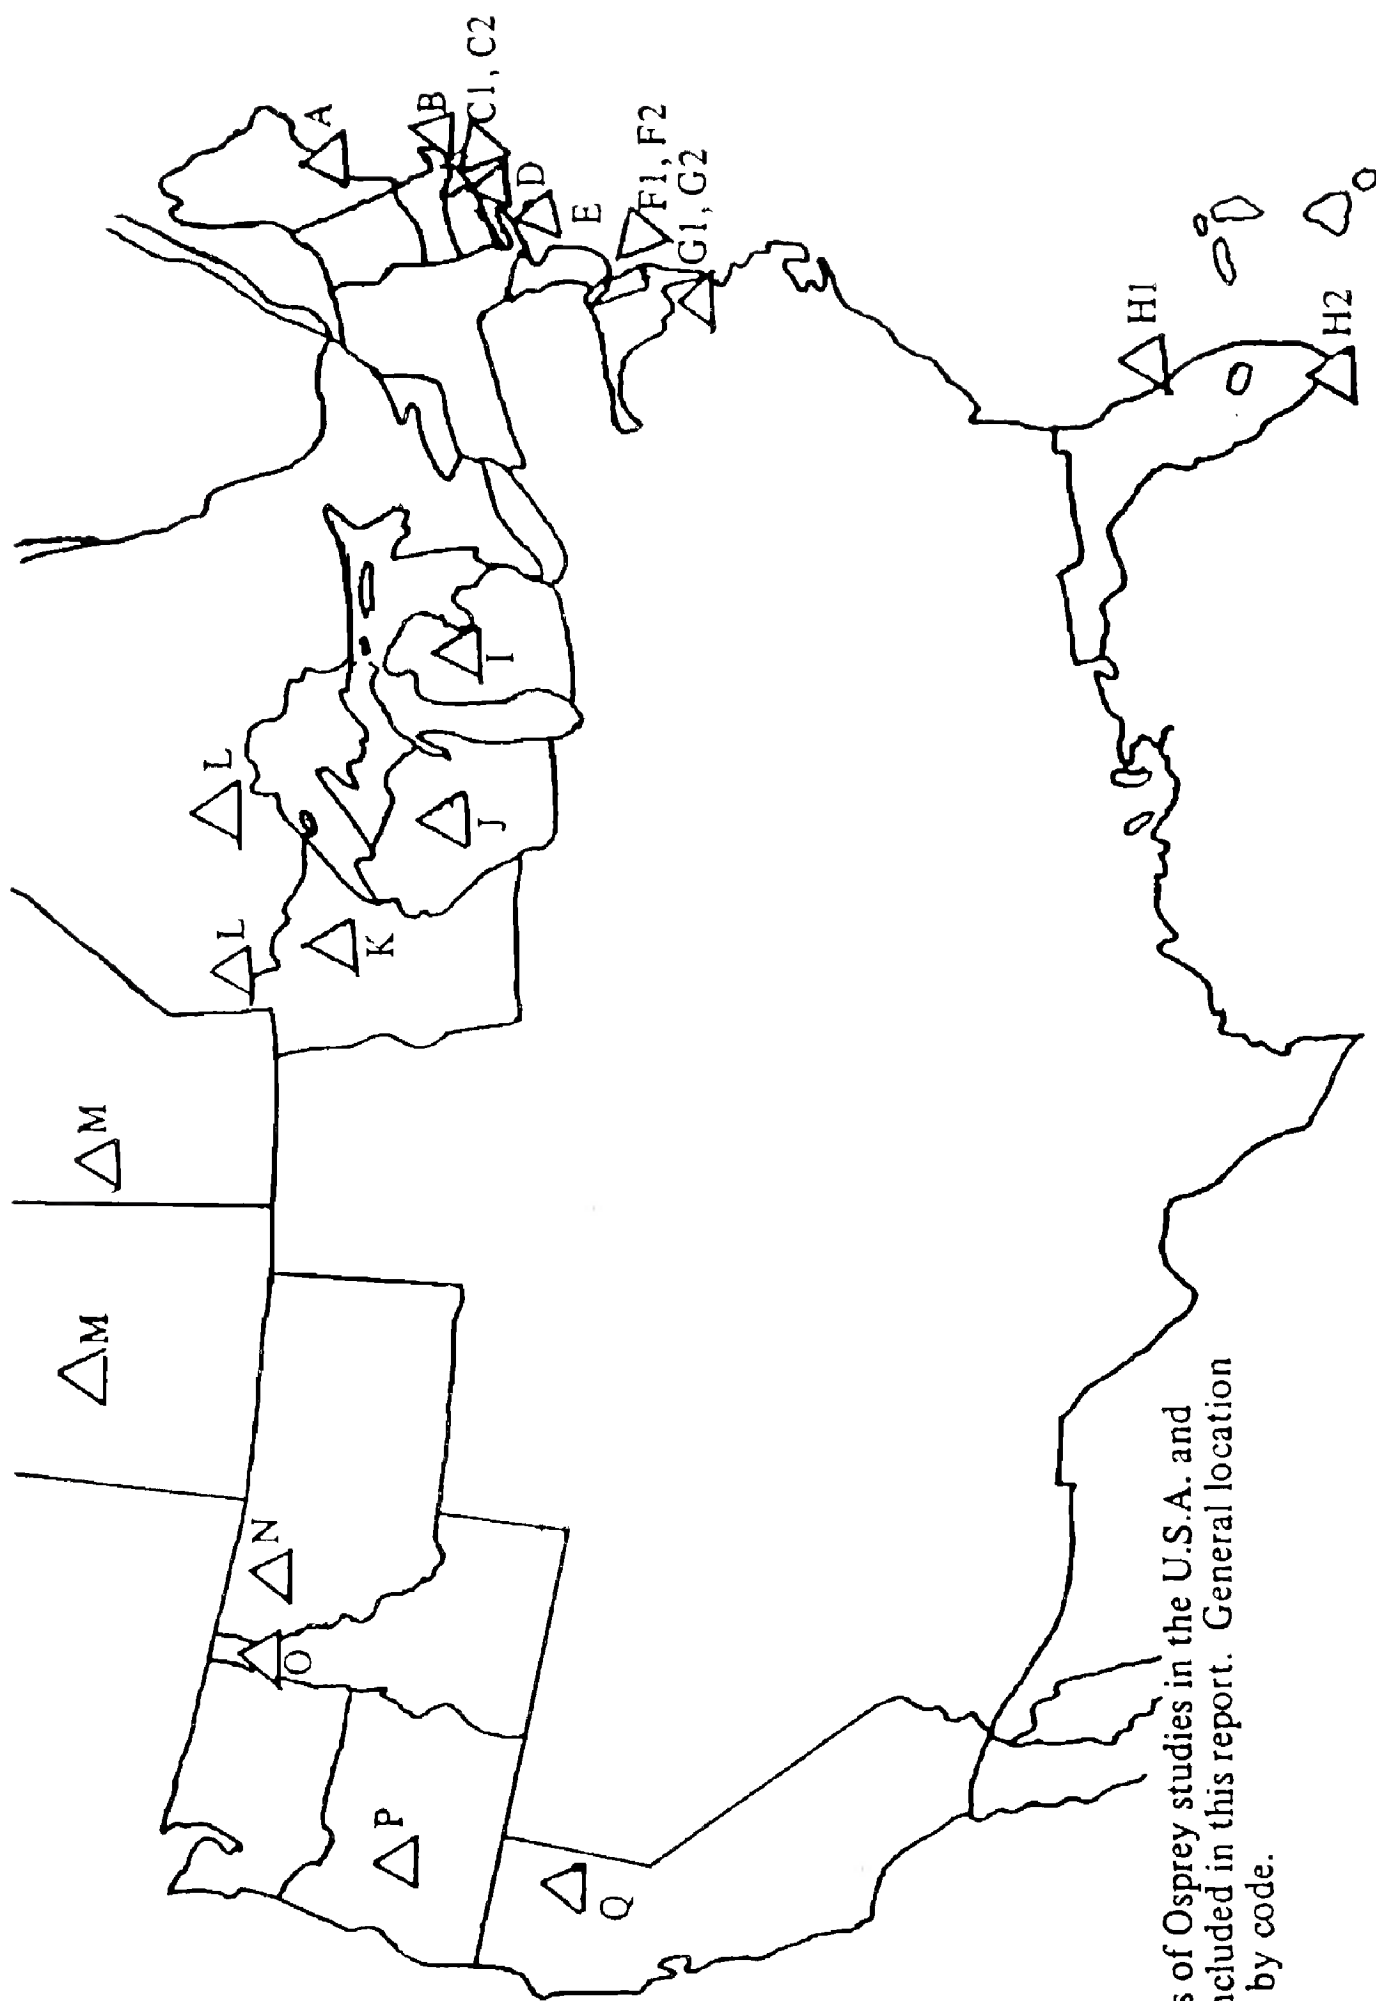 A
B
C1, C2
D
E
F1, F2
G1, G2
H1
H2
I
J
K
L
L
M
M
N
O
P
Q
of Osprey studies in the U.S.A. and
included in this report. General location
by code.